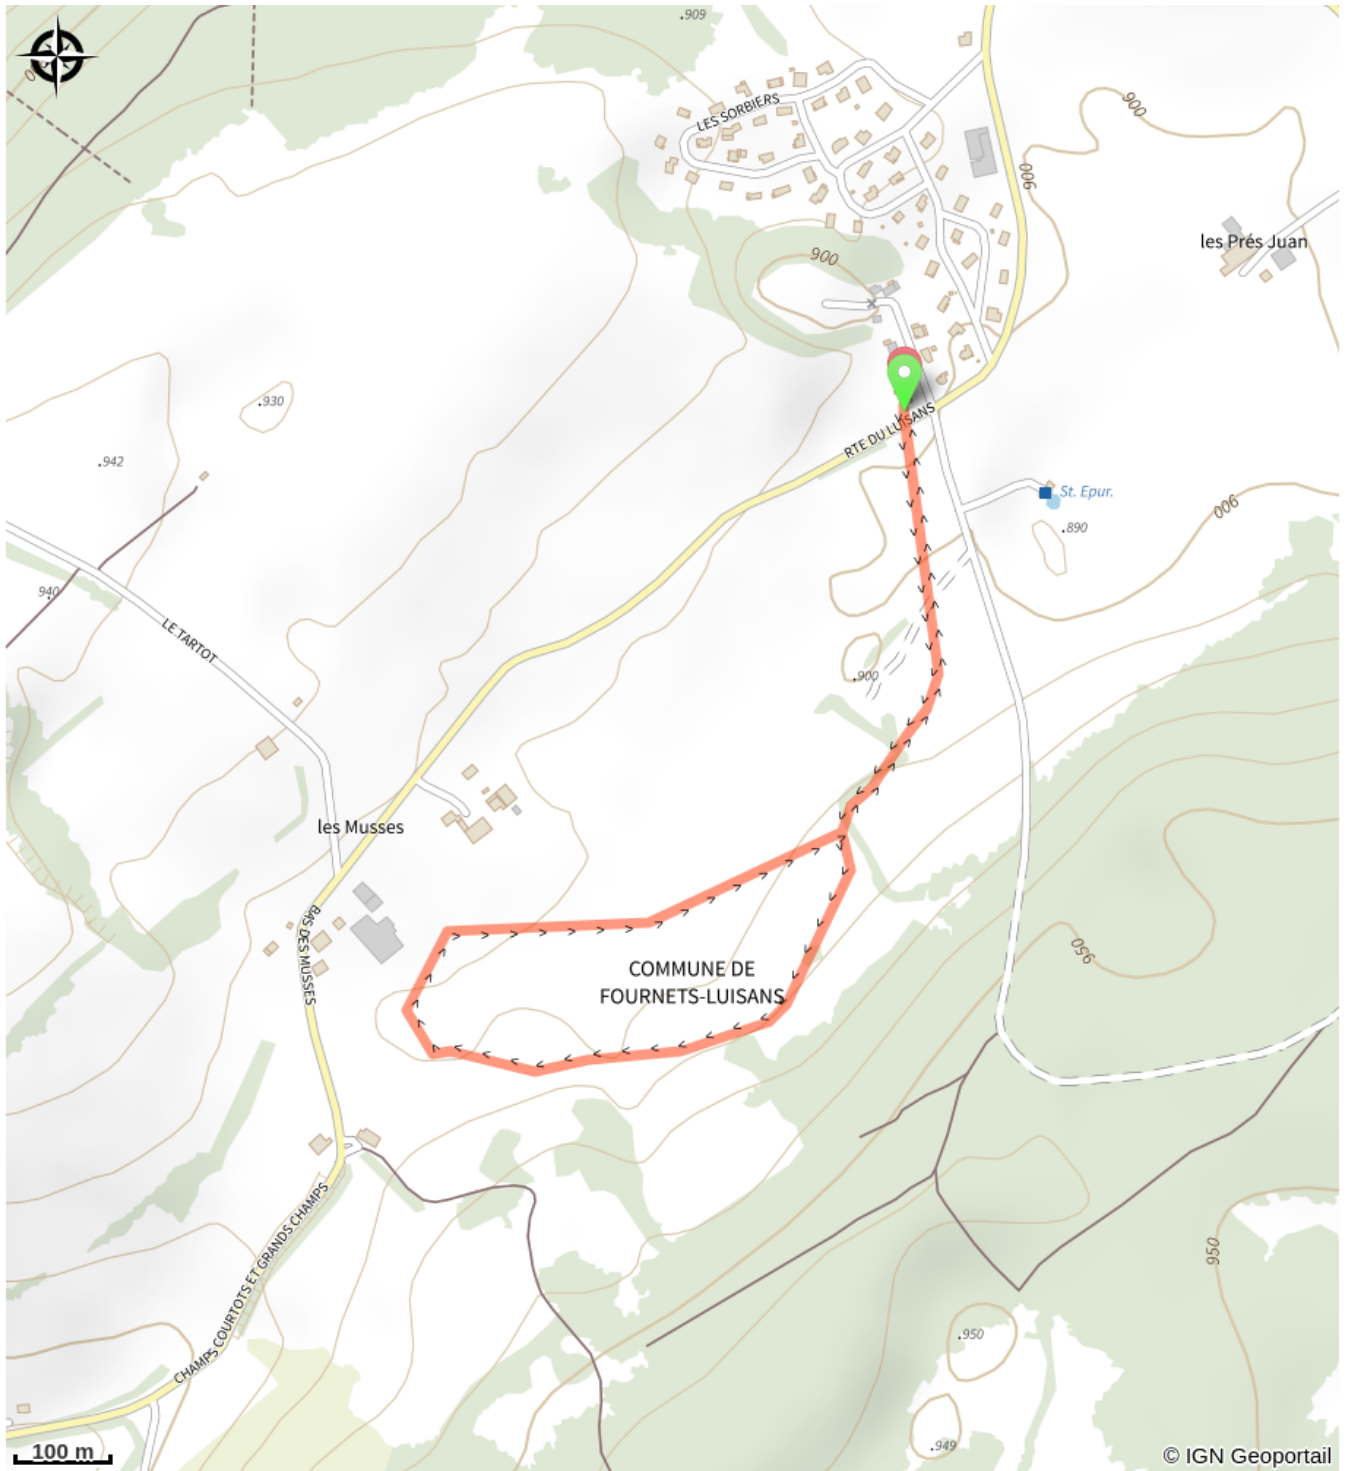 .909
LES SORBIERS
900
900
les Prés Juan
900
.930
RTE DU LUISANS
.942
St. Epur.
900
.890
940
LE TARTOT
.900
les Musses
BAS DES MUSSES
950
COMMUNE DE
FOURNETS-LUISANS
CHAMPS COURTOTS ET GRANDS CHAMPS
950
.950
.949
100 m
© IGN Geoportail